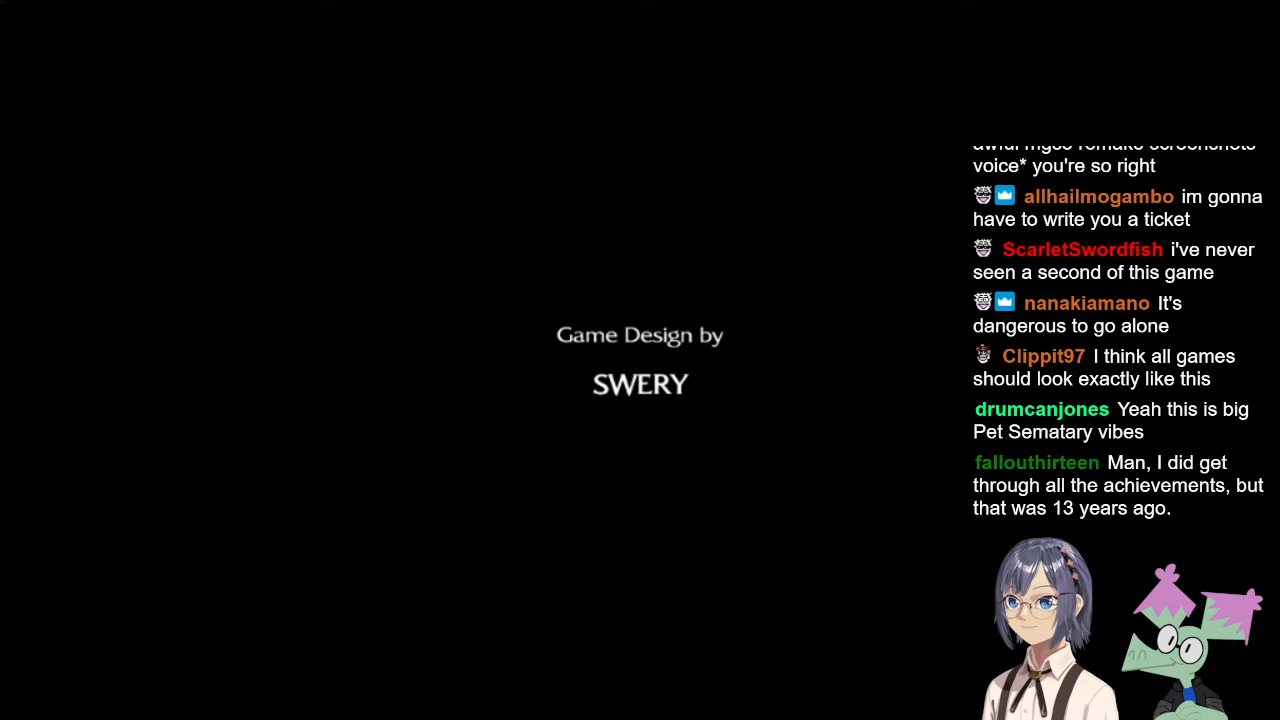 Game Design by
SWERY
voice* you're so right
allhailmogambo im gonna
have to write you a ticket
ScarletSwordfish i've never
seen a second of this game
nanakiamano It's
dangerous to go alone
Clippit97 I think all games
should look exactly like this
drumcanjones Yeah this is big
Pet Sematary vibes
fallouthirteen Man, I did get
through all the achievements, but
that was 13 years ago.